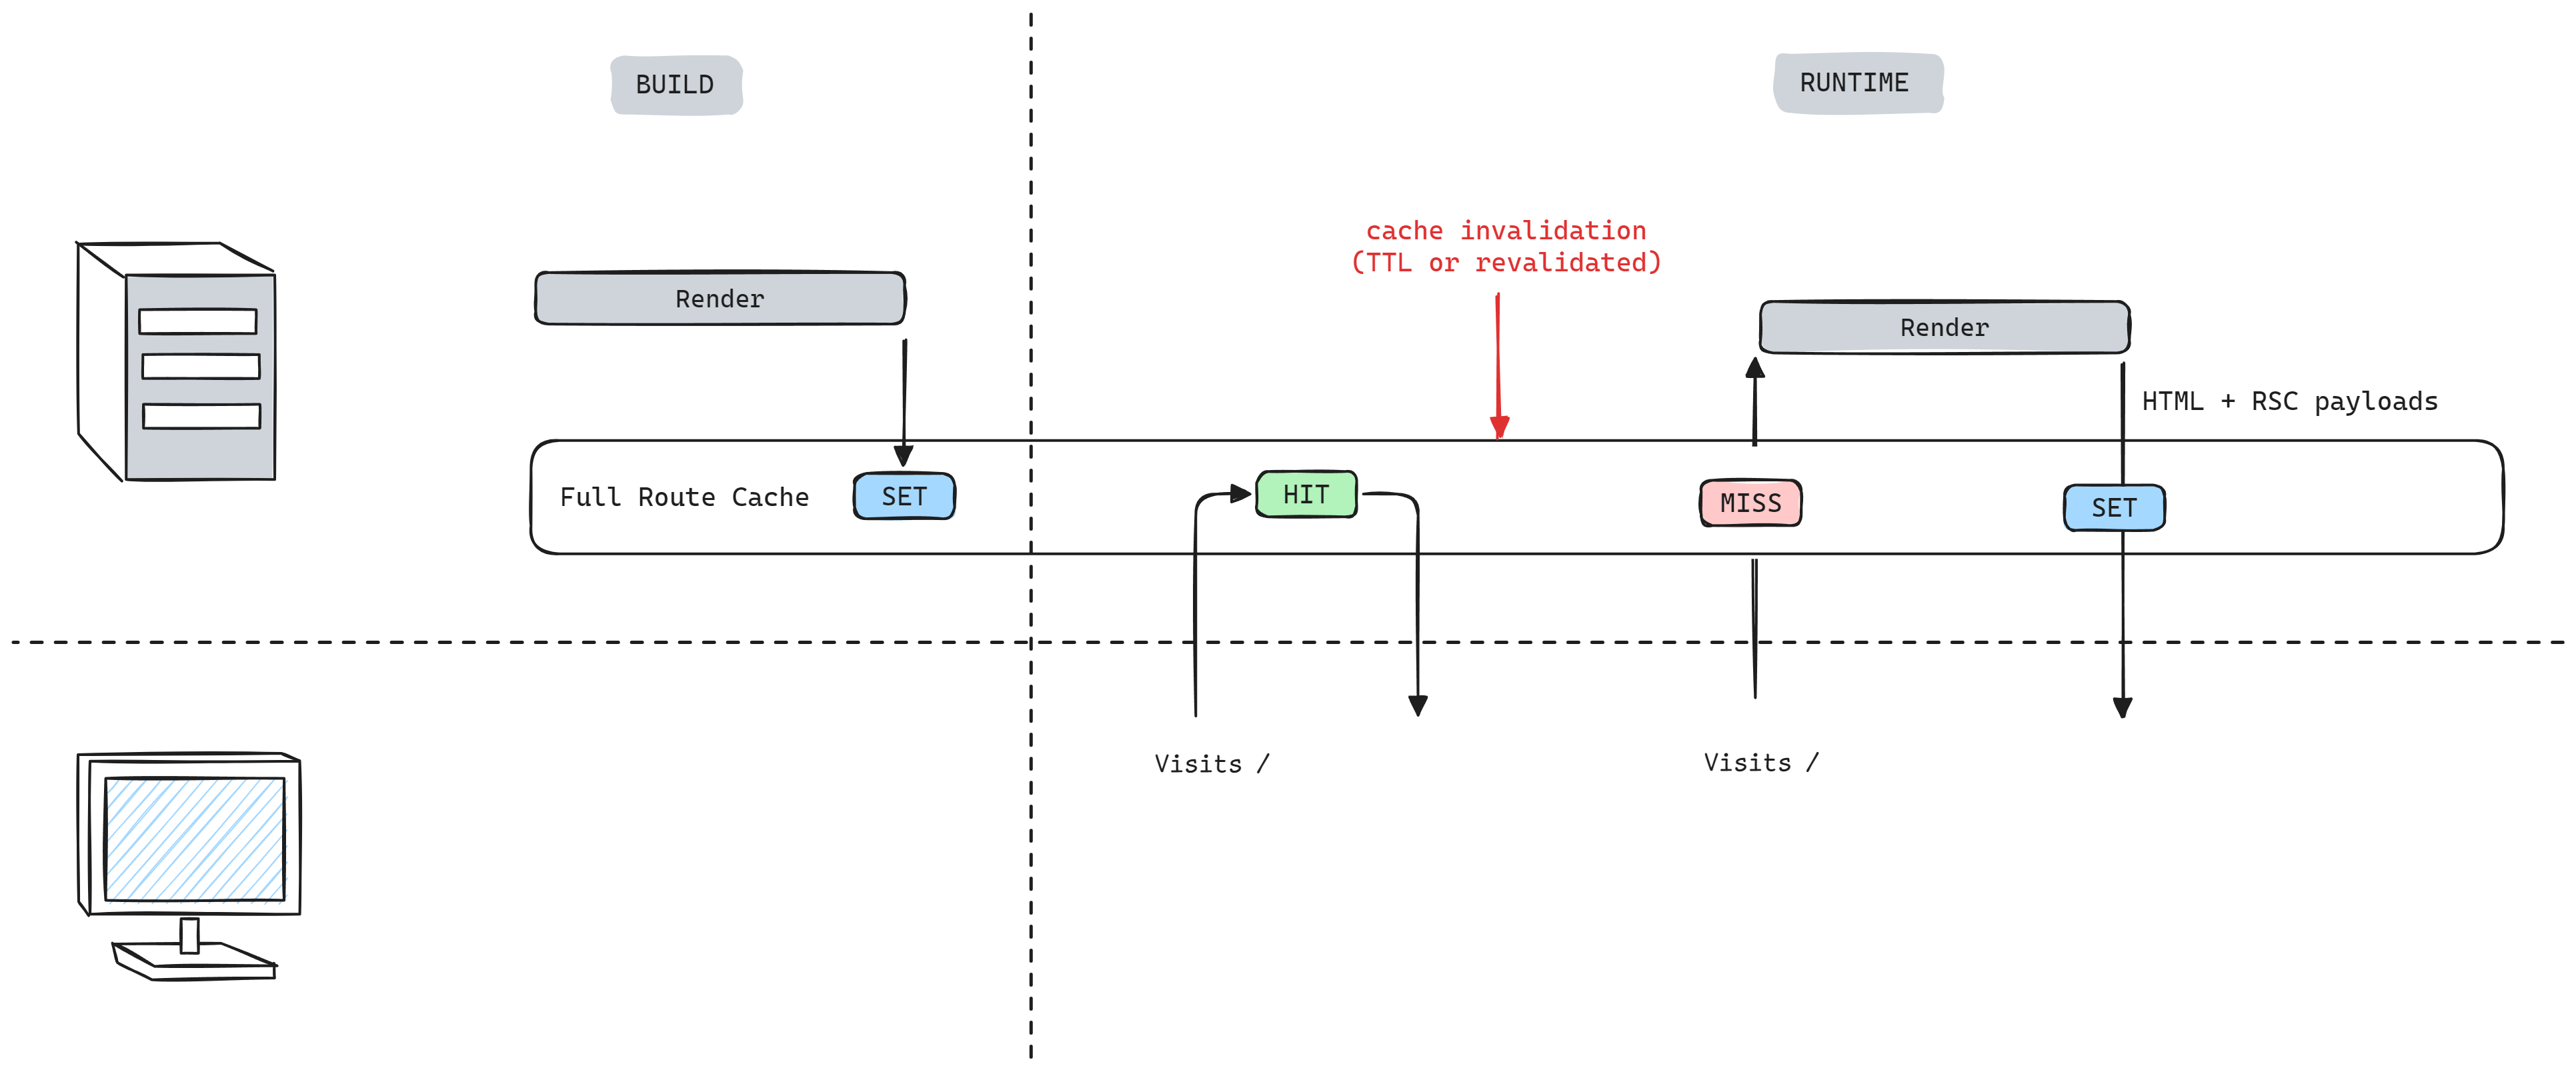 BUILD
RUNTIME
cache invalidation
(TTL or revalidated)
Render
Render
HTML + RSC payloads
Full Route Cache
SET
HIT
MISS
SET
Visits /
Visits /